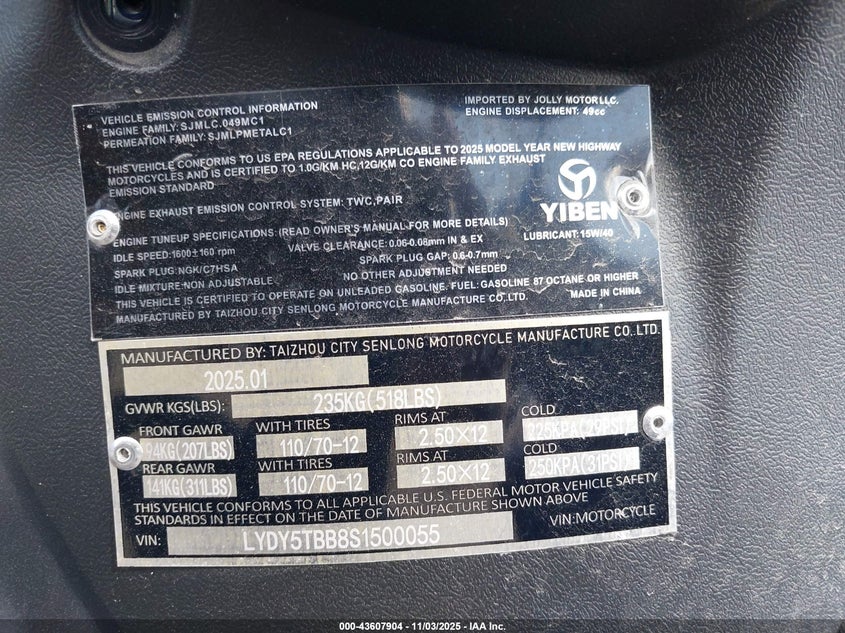 VEHICLE EMISSION CONTROL INFORMATION
ENGINE FAMILY: SJMLC.049MC1
PERMEATION FAMILY: SJMLPMETALC1
IMPORTED BY JOLLY MOTOR LLC.
ENGINE DISPLACEMENT: 49cc
THIS VEHICLE CONFORMS TO US EPA REGULATIONS APPLICABLE TO 2025 MODEL YEAR NEW HIGHWAY
MOTORCYCLES AND IS CERTIFIED TO 1.0G/KM HC,12G/KM CO ENGINE FAMILY EXHAUST
EMISSION STANDARD
ENGINE EXHAUST EMISSION CONTROL SYSTEM: TWC,PAIR
YIBEN
LUBRICANT: 15W/40
ENGINE TUNEUP SPECIFICATIONS: (READ OWNER'S MANUAL FOR MORE DETAILS)
IDLE SPEED:1600±160 rpm VALVE CLEARANCE: 0.06-0.08mm IN & EX
SPARK PLUG: NGK/C7HSA SPARK PLUG GAP: 0.6-0.7mm
IDLE MIXTURE:NON ADJUSTABLE NO OTHER ADJUSTMENT NEEDED
THIS VEHICLE IS CERTIFIED TO OPERATE ON UNLEADED GASOLINE. FUEL: GASOLINE 87 OCTANE OR HIGHER
MANUFACTURED BY TAIZHOU CITY SENLONG MOTORCYCLE MANUFACTURE CO.,LTD. MADE IN CHINA
MANUFACTURED BY: TAIZHOU CITY SENLONG MOTORCYCLE MANUFACTURE CO.,LTD.
2025.01
GVWR KGS(LBS): 235KG(518LBS)
FRONT GAWR WITH TIRES RIMS AT COLD
94KG(207LBS) 110/70-12 2.50×12 225KPA(29PSI)
REAR GAWR WITH TIRES RIMS AT COLD
141KG(311LBS) 110/70-12 2.50×12 250KPA(31PSI)
THIS VEHICLE CONFORMS TO ALL APPLICABLE U.S. FEDERAL MOTOR VEHICLE SAFETY
STANDARDS IN EFFECT ON THE DATE OF MANUFACTURE SHOWN ABOVE
VIN: LYDY5TBB8S1500055 VIN:MOTORCYCLE
000-43607904 - 11/03/2025 - IAA Inc.